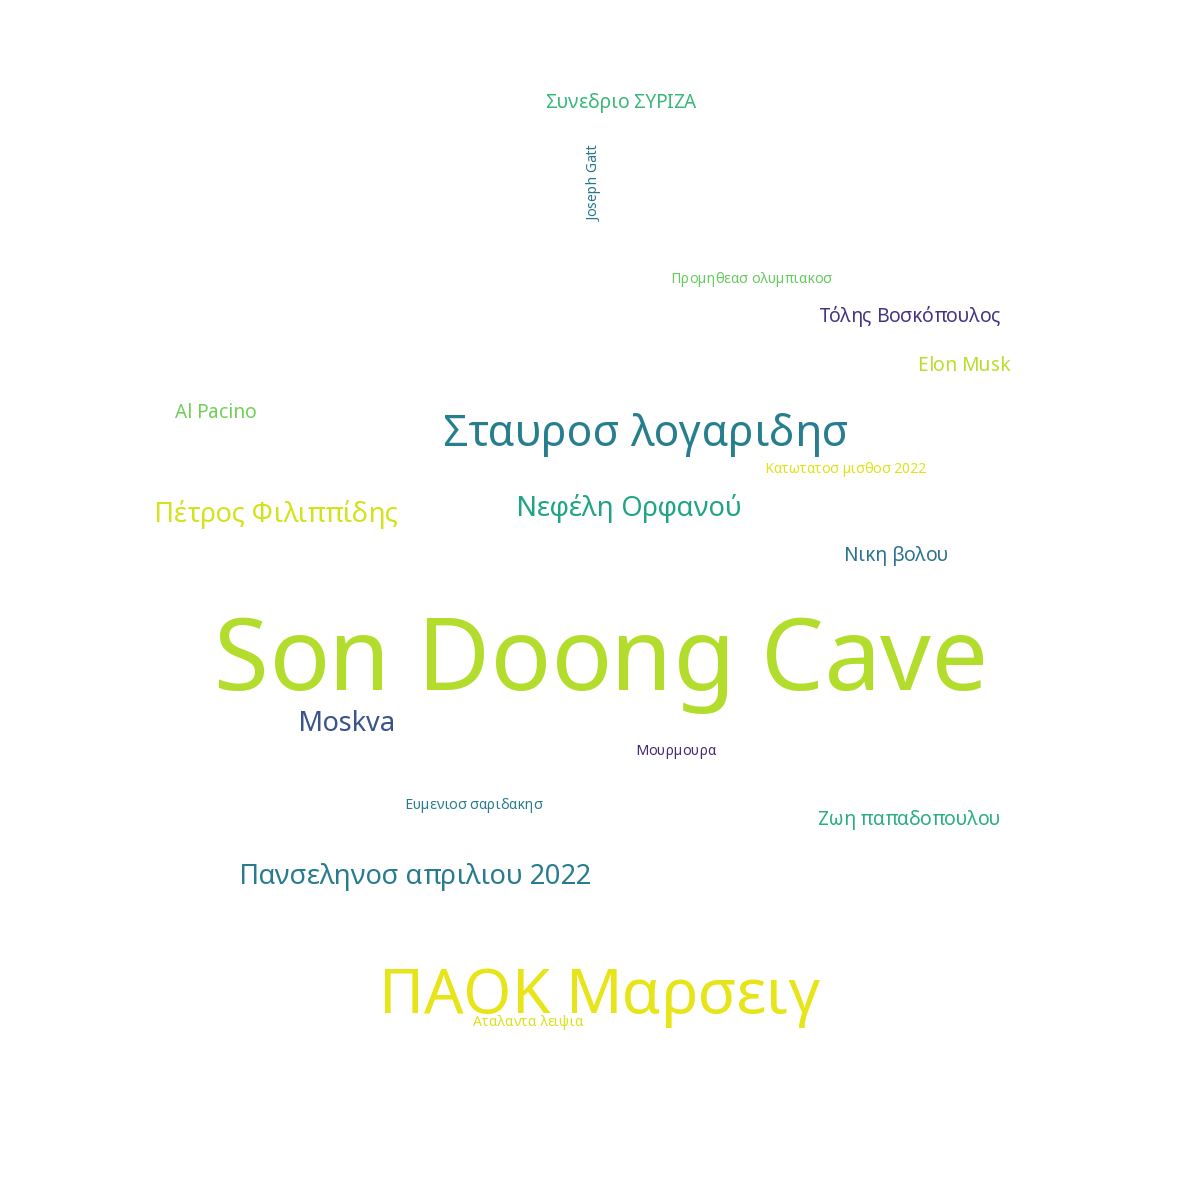 Συνεδριο ΣΥΡΙΖΑ
Joseph Gatt
Προμηθεασ ολυμπιακοσ
Τόλης Βοσκόπουλος
Elon Musk
Al Pacino
Σταυροσ λογαριδησ
Κατωτατοσ μισθοσ 2022
Νεφέλη Ορφανού
Πέτρος Φιλιππίδης
Νικη βολου
Son Doong Cave
Moskva
Μουρμουρα
Ευμενιοσ σαριδακησ
Ζωη παπαδοπουλου
Πανσεληνοσ απριλιου 2022
ΠΑΟΚ Μαρσειγ
Αταλαντα λειψια